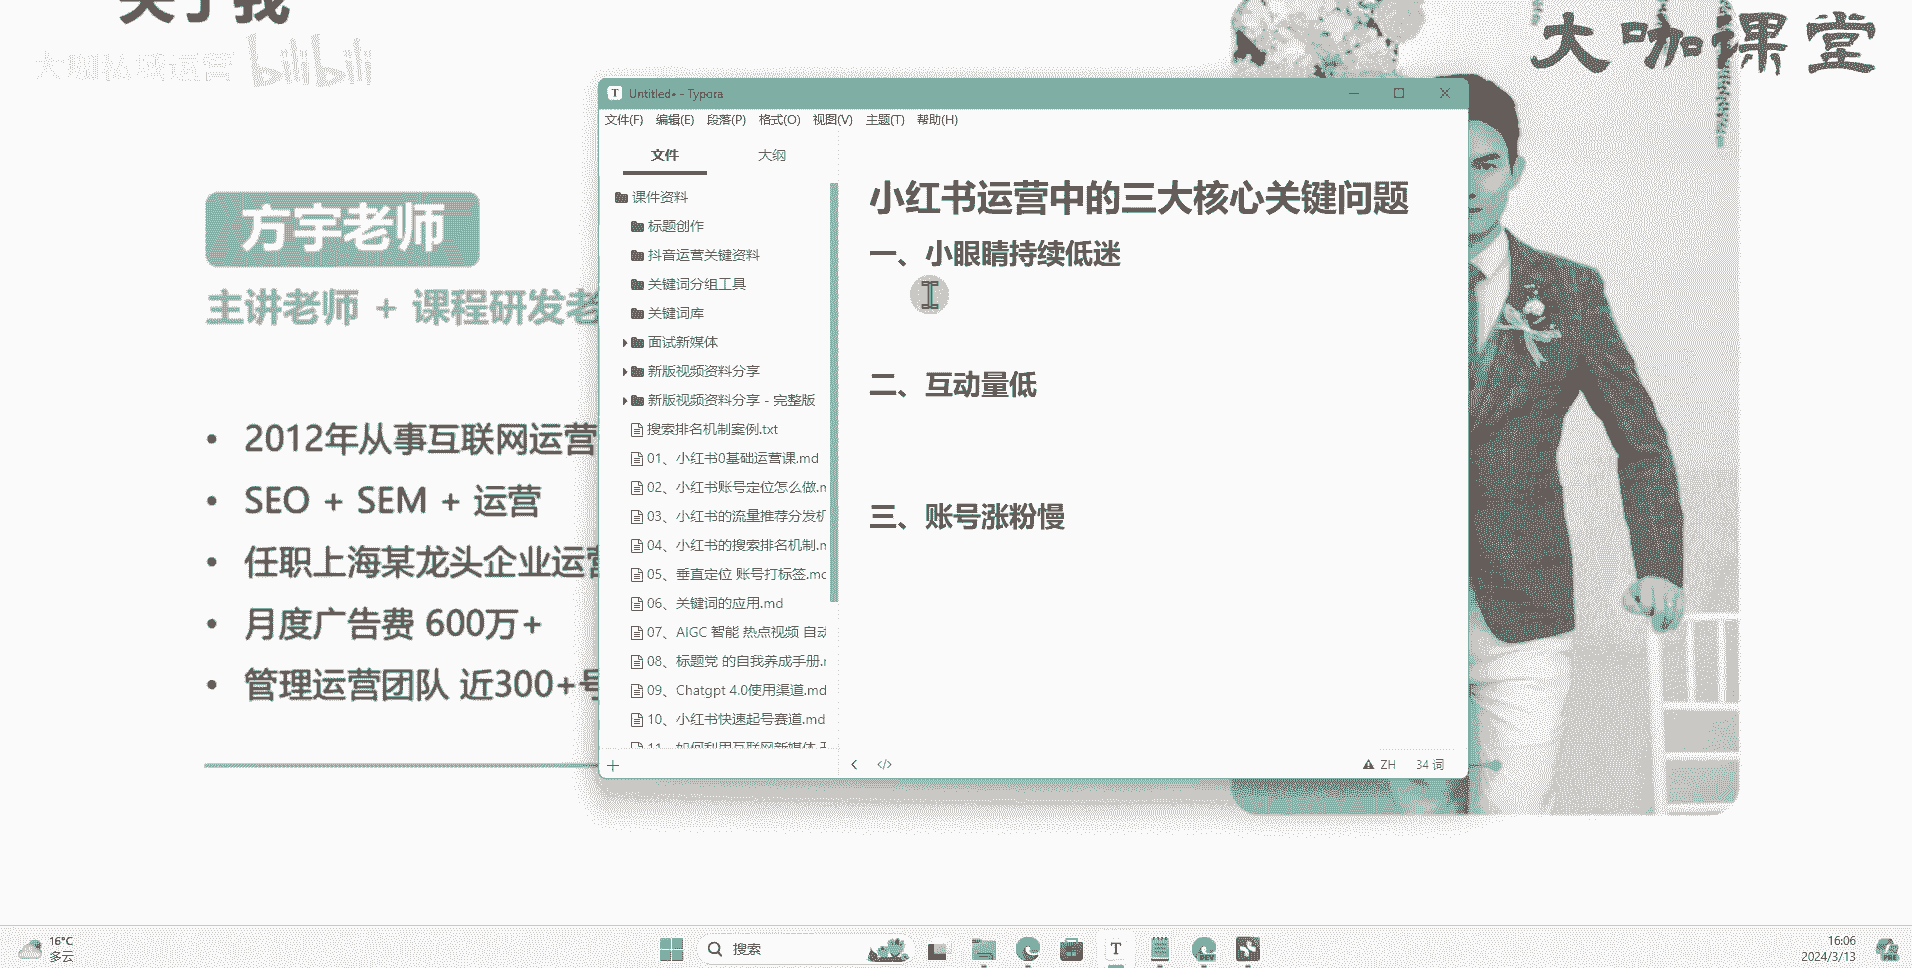 关于我
大咖私域运营 bilibili
大咖课堂
方宇老师
主讲老师 + 课程研发老
• 2012年从事互联网运营
• SEO + SEM + 运营
• 任职上海某龙头企业运营
• 月度广告费 600万+
• 管理运营团队 近300+号
Untitled• - Typora
文件(F) 编辑(E) 段落(P) 格式(O) 视图(V) 主题(T) 帮助(H)
文件 大纲
课件资料
标题创作
抖音运营关键资料
关键词分组工具
关键词库
面试新媒体
新版视频资料分享
新版视频资料分享 - 完整版
搜索排名机制案例.txt
01、小红书0基础运营课.md
02、小红书账号定位怎么做.m
03、小红书的流量推荐分发机
04、小红书的搜索排名机制.m
05、垂直定位 账号打标签.md
06、关键词的应用.md
07、AIGC 智能 热点视频 自动
08、标题党 的自我养成手册.m
09、Chatgpt 4.0使用渠道.md
10、小红书快速起号赛道.md
11、如何利用互联网新媒体
小红书运营中的三大核心关键问题
一、小眼睛持续低迷
二、互动量低
三、账号涨粉慢
ZH 34 词
16°C
多云
搜索
T
DEV
16:06
2024/3/13
PRE